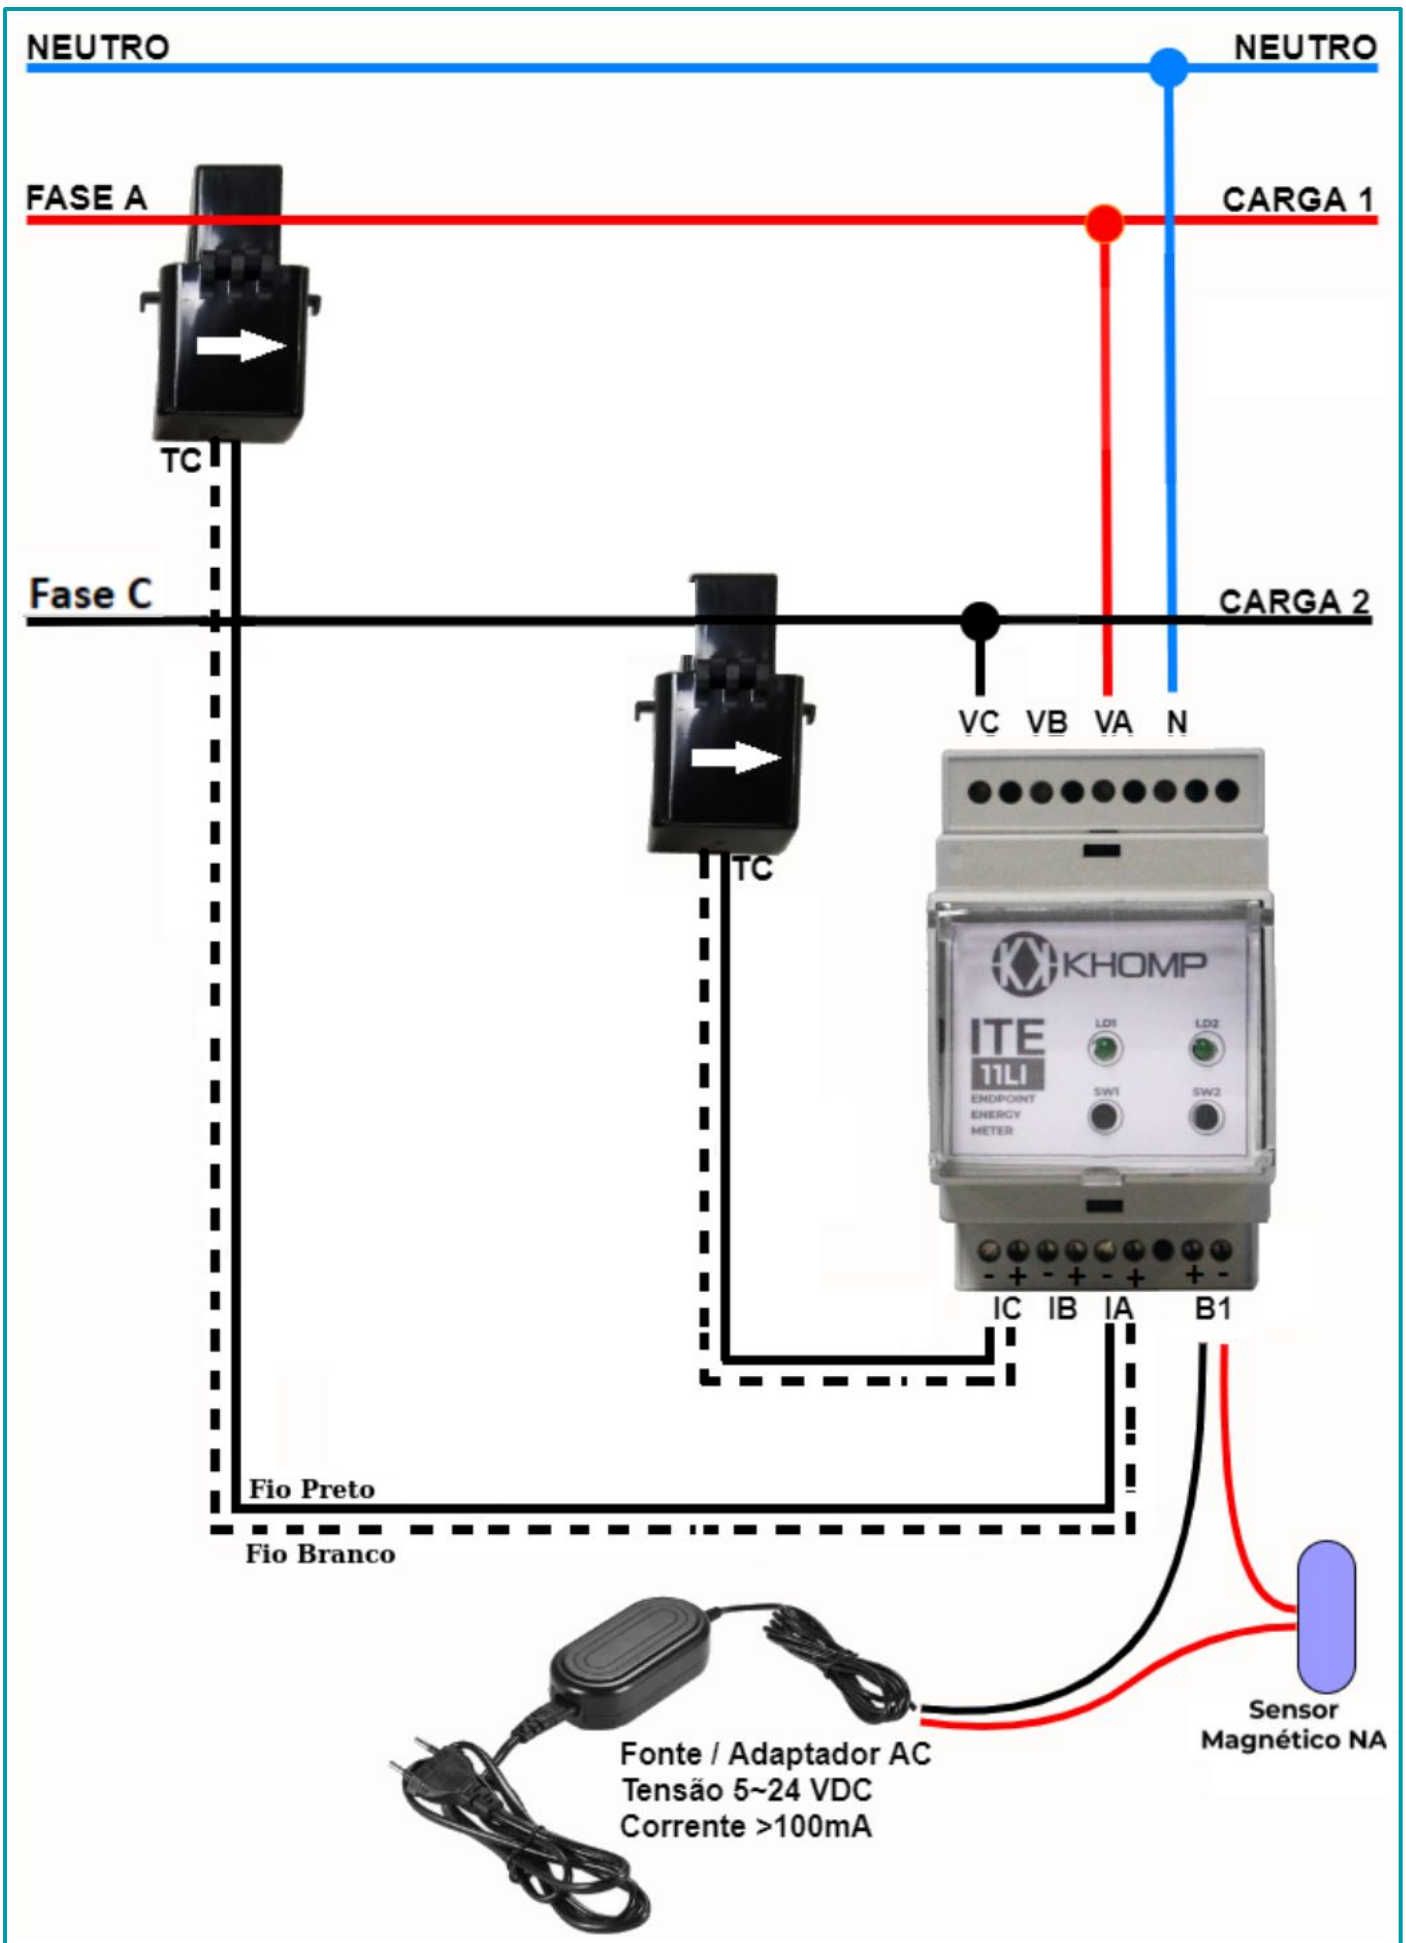 NEUTRO
NEUTRO
FASE A
CARGA 1
TC
Fase C
CARGA 2
VC VB VA N
TC
KHOMP
ITE
11LI
ENDPOINT
ENERGY
METER
LD1
LD2
SW1
SW2
- + - + - + + -
IC IB IA B1
Fio Preto
Fio Branco
Fonte / Adaptador AC
Tensão 5~24 VDC
Corrente >100mA
Sensor
Magnético NA